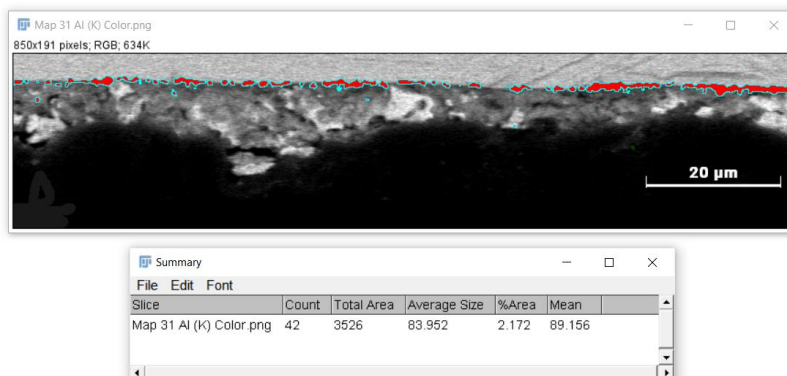 Map 31 Al (K) Color.png
850x191 pixels; RGB; 634K
20 µm
Summary
File Edit Font
Slice Count Total Area Average Size %Area Mean
Map 31 Al (K) Color.png 42 3526 83.952 2.172 89.156